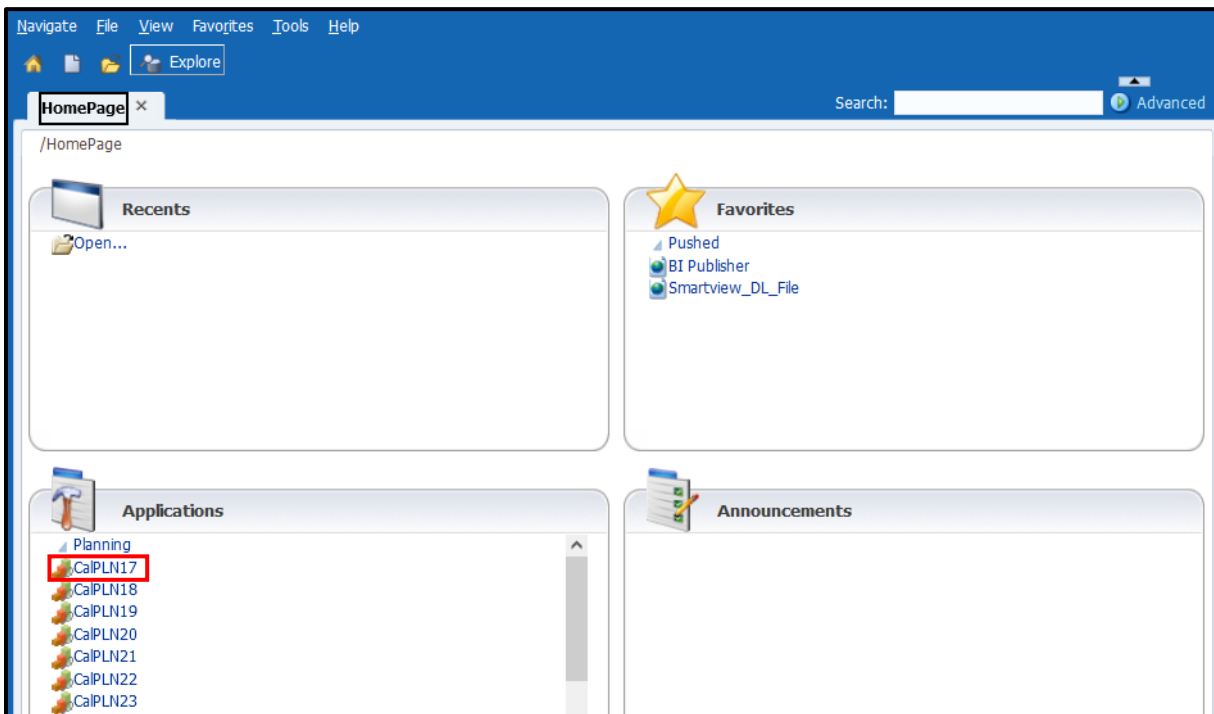 Navigate File View Favorites Tools Help
Explore
HomePage × Search: Advanced
/HomePage
Recents
Open...
Favorites
Pushed
BI Publisher
Smartview_DL_File
Applications
Planning
CalPLN17
CalPLN18
CalPLN19
CalPLN20
CalPLN21
CalPLN22
CalPLN23
Announcements